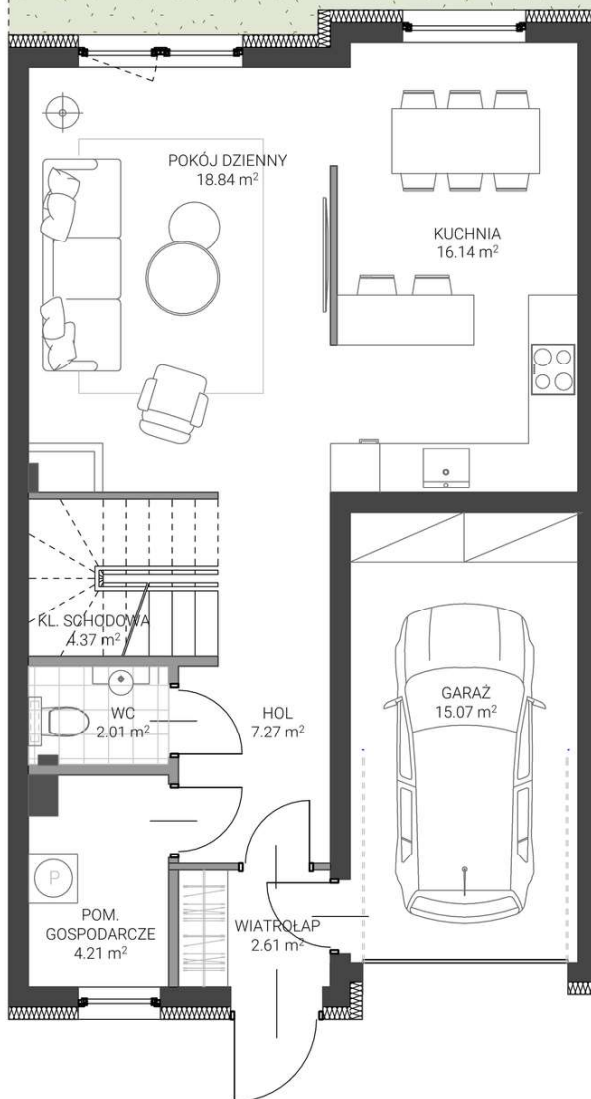 POKÓJ DZIENNY
18.84 m²
KUCHNIA
16.14 m²
KL. SCHODOWA
4.37 m²
WC
2.01 m²
HOL
7.27 m²
GARAŻ
15.07 m²
P
POM.
GOSPODARCZE
4.21 m²
WIATROŁAP
2.61 m²